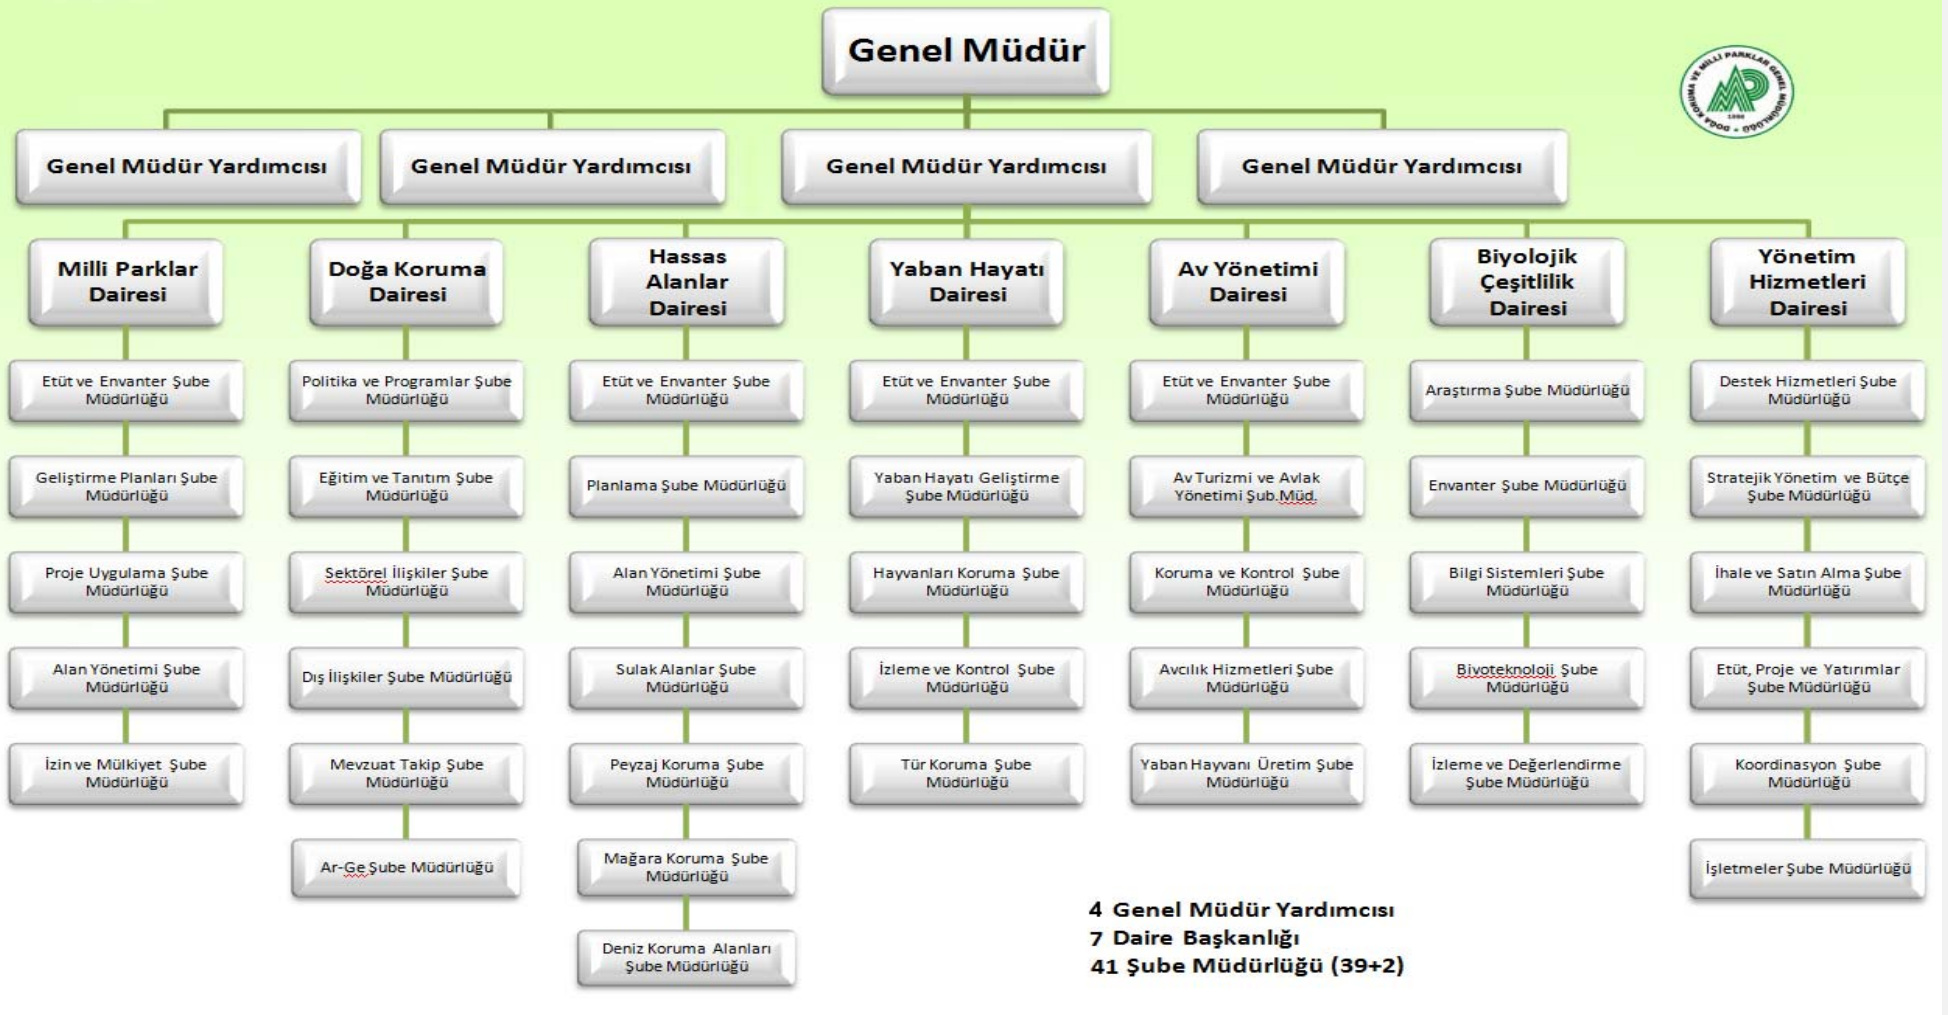 Genel Müdür
DOĞA KORUMA VE MİLLİ PARKLAR GENEL MÜDÜRLÜĞÜ
Genel Müdür Yardımcısı
Genel Müdür Yardımcısı
Genel Müdür Yardımcısı
Genel Müdür Yardımcısı
Milli Parklar
Dairesi
Doğa Koruma
Dairesi
Hassas
Alanlar
Dairesi
Yaban Hayatı
Dairesi
Av Yönetimi
Dairesi
Biyolojik
Çeşitlilik
Dairesi
Yönetim
Hizmetleri
Dairesi
Etüt ve Envanter Şube
Müdürlüğü
Politika ve Programlar Şube
Müdürlüğü
Etüt ve Envanter Şube
Müdürlüğü
Etüt ve Envanter Şube
Müdürlüğü
Etüt ve Envanter Şube
Müdürlüğü
Araştırma Şube Müdürlüğü
Destek Hizmetleri Şube
Müdürlüğü
Geliştirme Planları Şube
Müdürlüğü
Eğitim ve Tanıtım Şube
Müdürlüğü
Planlama Şube Müdürlüğü
Yaban Hayatı Geliştirme
Şube Müdürlüğü
Av Turizmi ve Avlak
Yönetimi Şub.Müd.
Envanter Şube Müdürlüğü
Stratejik Yönetim ve Bütçe
Şube Müdürlüğü
Proje Uygulama Şube
Müdürlüğü
Sektörel İlişkiler Şube
Müdürlüğü
Alan Yönetimi Şube
Müdürlüğü
Hayvanları Koruma Şube
Müdürlüğü
Koruma ve Kontrol Şube
Müdürlüğü
Bilgi Sistemleri Şube
Müdürlüğü
İhale ve Satın Alma Şube
Müdürlüğü
Alan Yönetimi Şube
Müdürlüğü
Dış İlişkiler Şube Müdürlüğü
Sulak Alanlar Şube
Müdürlüğü
İzleme ve Kontrol Şube
Müdürlüğü
Avcılık Hizmetleri Şube
Müdürlüğü
Biyoteknoloji Şube
Müdürlüğü
Etüt, Proje ve Yatırımlar
Şube Müdürlüğü
İzin ve Mülkiyet Şube
Müdürlüğü
Mevzuat Takip Şube
Müdürlüğü
Peyzaj Koruma Şube
Müdürlüğü
Tür Koruma Şube
Müdürlüğü
Yaban Hayvanı Üretim Şube
Müdürlüğü
İzleme ve Değerlendirme
Şube Müdürlüğü
Koordinasyon Şube
Müdürlüğü
Ar-Ge Şube Müdürlüğü
Mağara Koruma Şube
Müdürlüğü
İşletmeler Şube Müdürlüğü
Deniz Koruma Alanları
Şube Müdürlüğü
4 Genel Müdür Yardımcısı
7 Daire Başkanlığı
41 Şube Müdürlüğü (39+2)